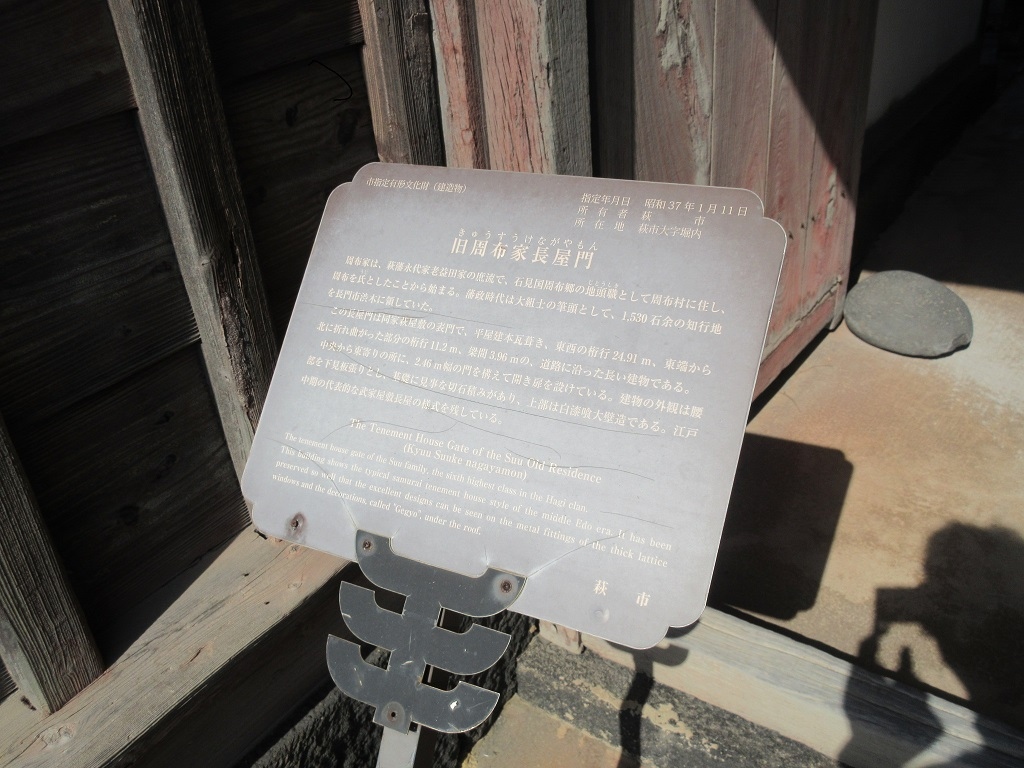 市指定有形文化財（建造物）
指定年月日　昭和37年1月11日
所有者　萩　市
所在地　萩市大字堀内
きゅうすうけながやもん
旧周布家長屋門
周布家は、萩藩永代家老益田家の庶流で、石見国周布郷の地頭職として周布村に住し、
周布を氏としたことから始まる。藩政時代は大組士の筆頭として、1,530石余の知行地
を長門市渋木に領していた。
この長屋門は同家萩屋敷の表門で、平屋建本瓦葺き、東西の桁行24.91m、東端から
北に折れ曲がった部分の桁行11.2m、梁間3.96mの、道路に沿った長い建物である。
中央から東寄りの所に、2.46m幅の門を構えて開き扉を設けている。建物の外観は腰
部を下見板張りとし、基礎に見事な切石積みがあり、上部は白漆喰大壁造である。江戸
中期の代表的な武家屋敷長屋の様式を残している。
The Tenement House Gate of the Suu Old Residence
(Kyuu Suuke nagayamon)
The tenement house gate of the Suu family, the sixth highest class in the Hagi clan.
This building shows the typical samurai tenement house style of the middle Edo era. It has been
preserved so well that the excellent designs can be seen on the metal fittings of the thick lattice
windows and the decorations, called "Gegyo", under the roof.
萩　市